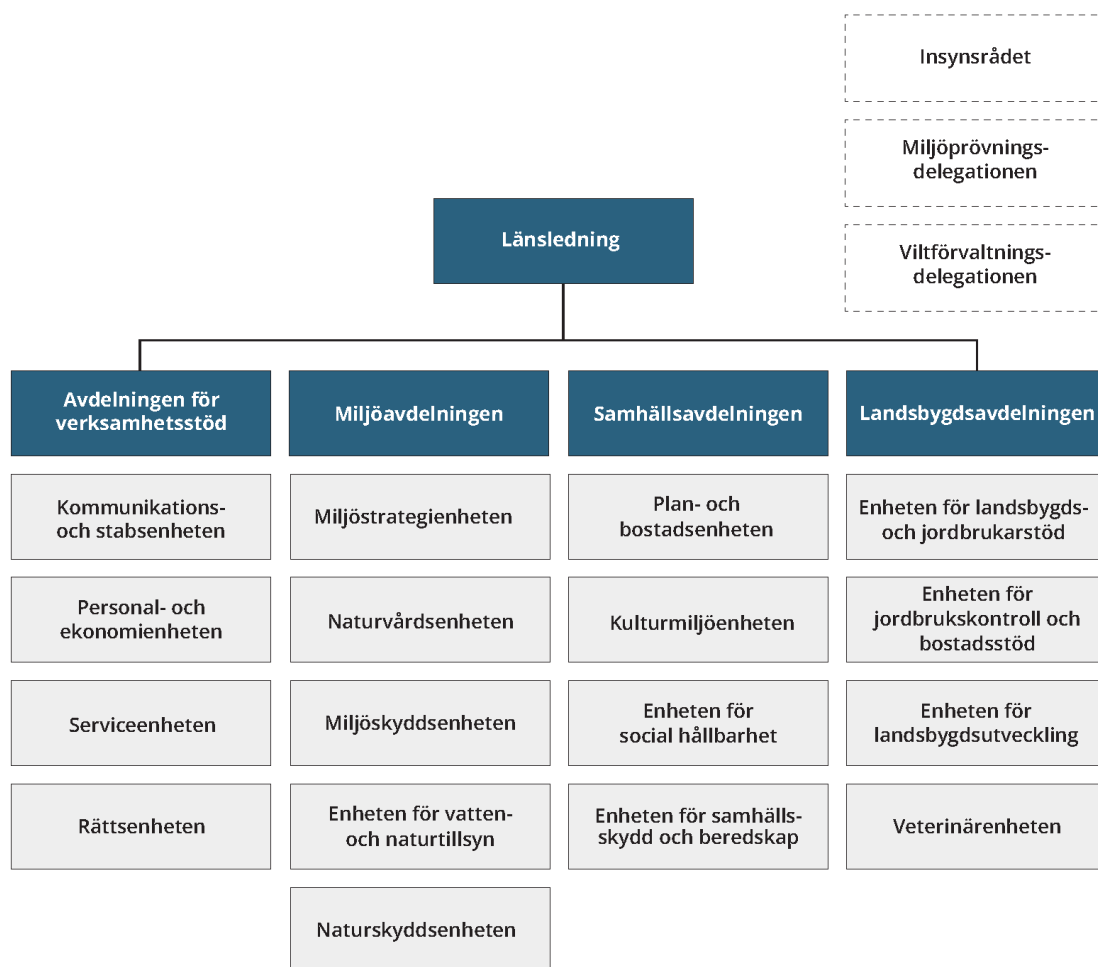 Insynsrådet
Miljöprövnings-
delegationen
Viltförvaltnings-
delegationen
Länsledning
Avdelningen för
verksamhetsstöd
Kommunikations-
och stabsenheten
Personal- och
ekonomienheten
Serviceenheten
Rättsenheten
Miljöavdelningen
Miljöstrategienheten
Naturvårdsenheten
Miljöskyddsenheten
Enheten för vatten-
och naturtillsyn
Naturskyddsenheten
Samhällsavdelningen
Plan- och
bostadsenheten
Kulturmiljöenheten
Enheten för
social hållbarhet
Enheten för samhälls-
skydd och beredskap
Landsbygdsavdelningen
Enheten för landsbygds-
och jordbrukarstöd
Enheten för
jordbrukskontroll och
bostadsstöd
Enheten för
landsbygdsutveckling
Veterinärenheten